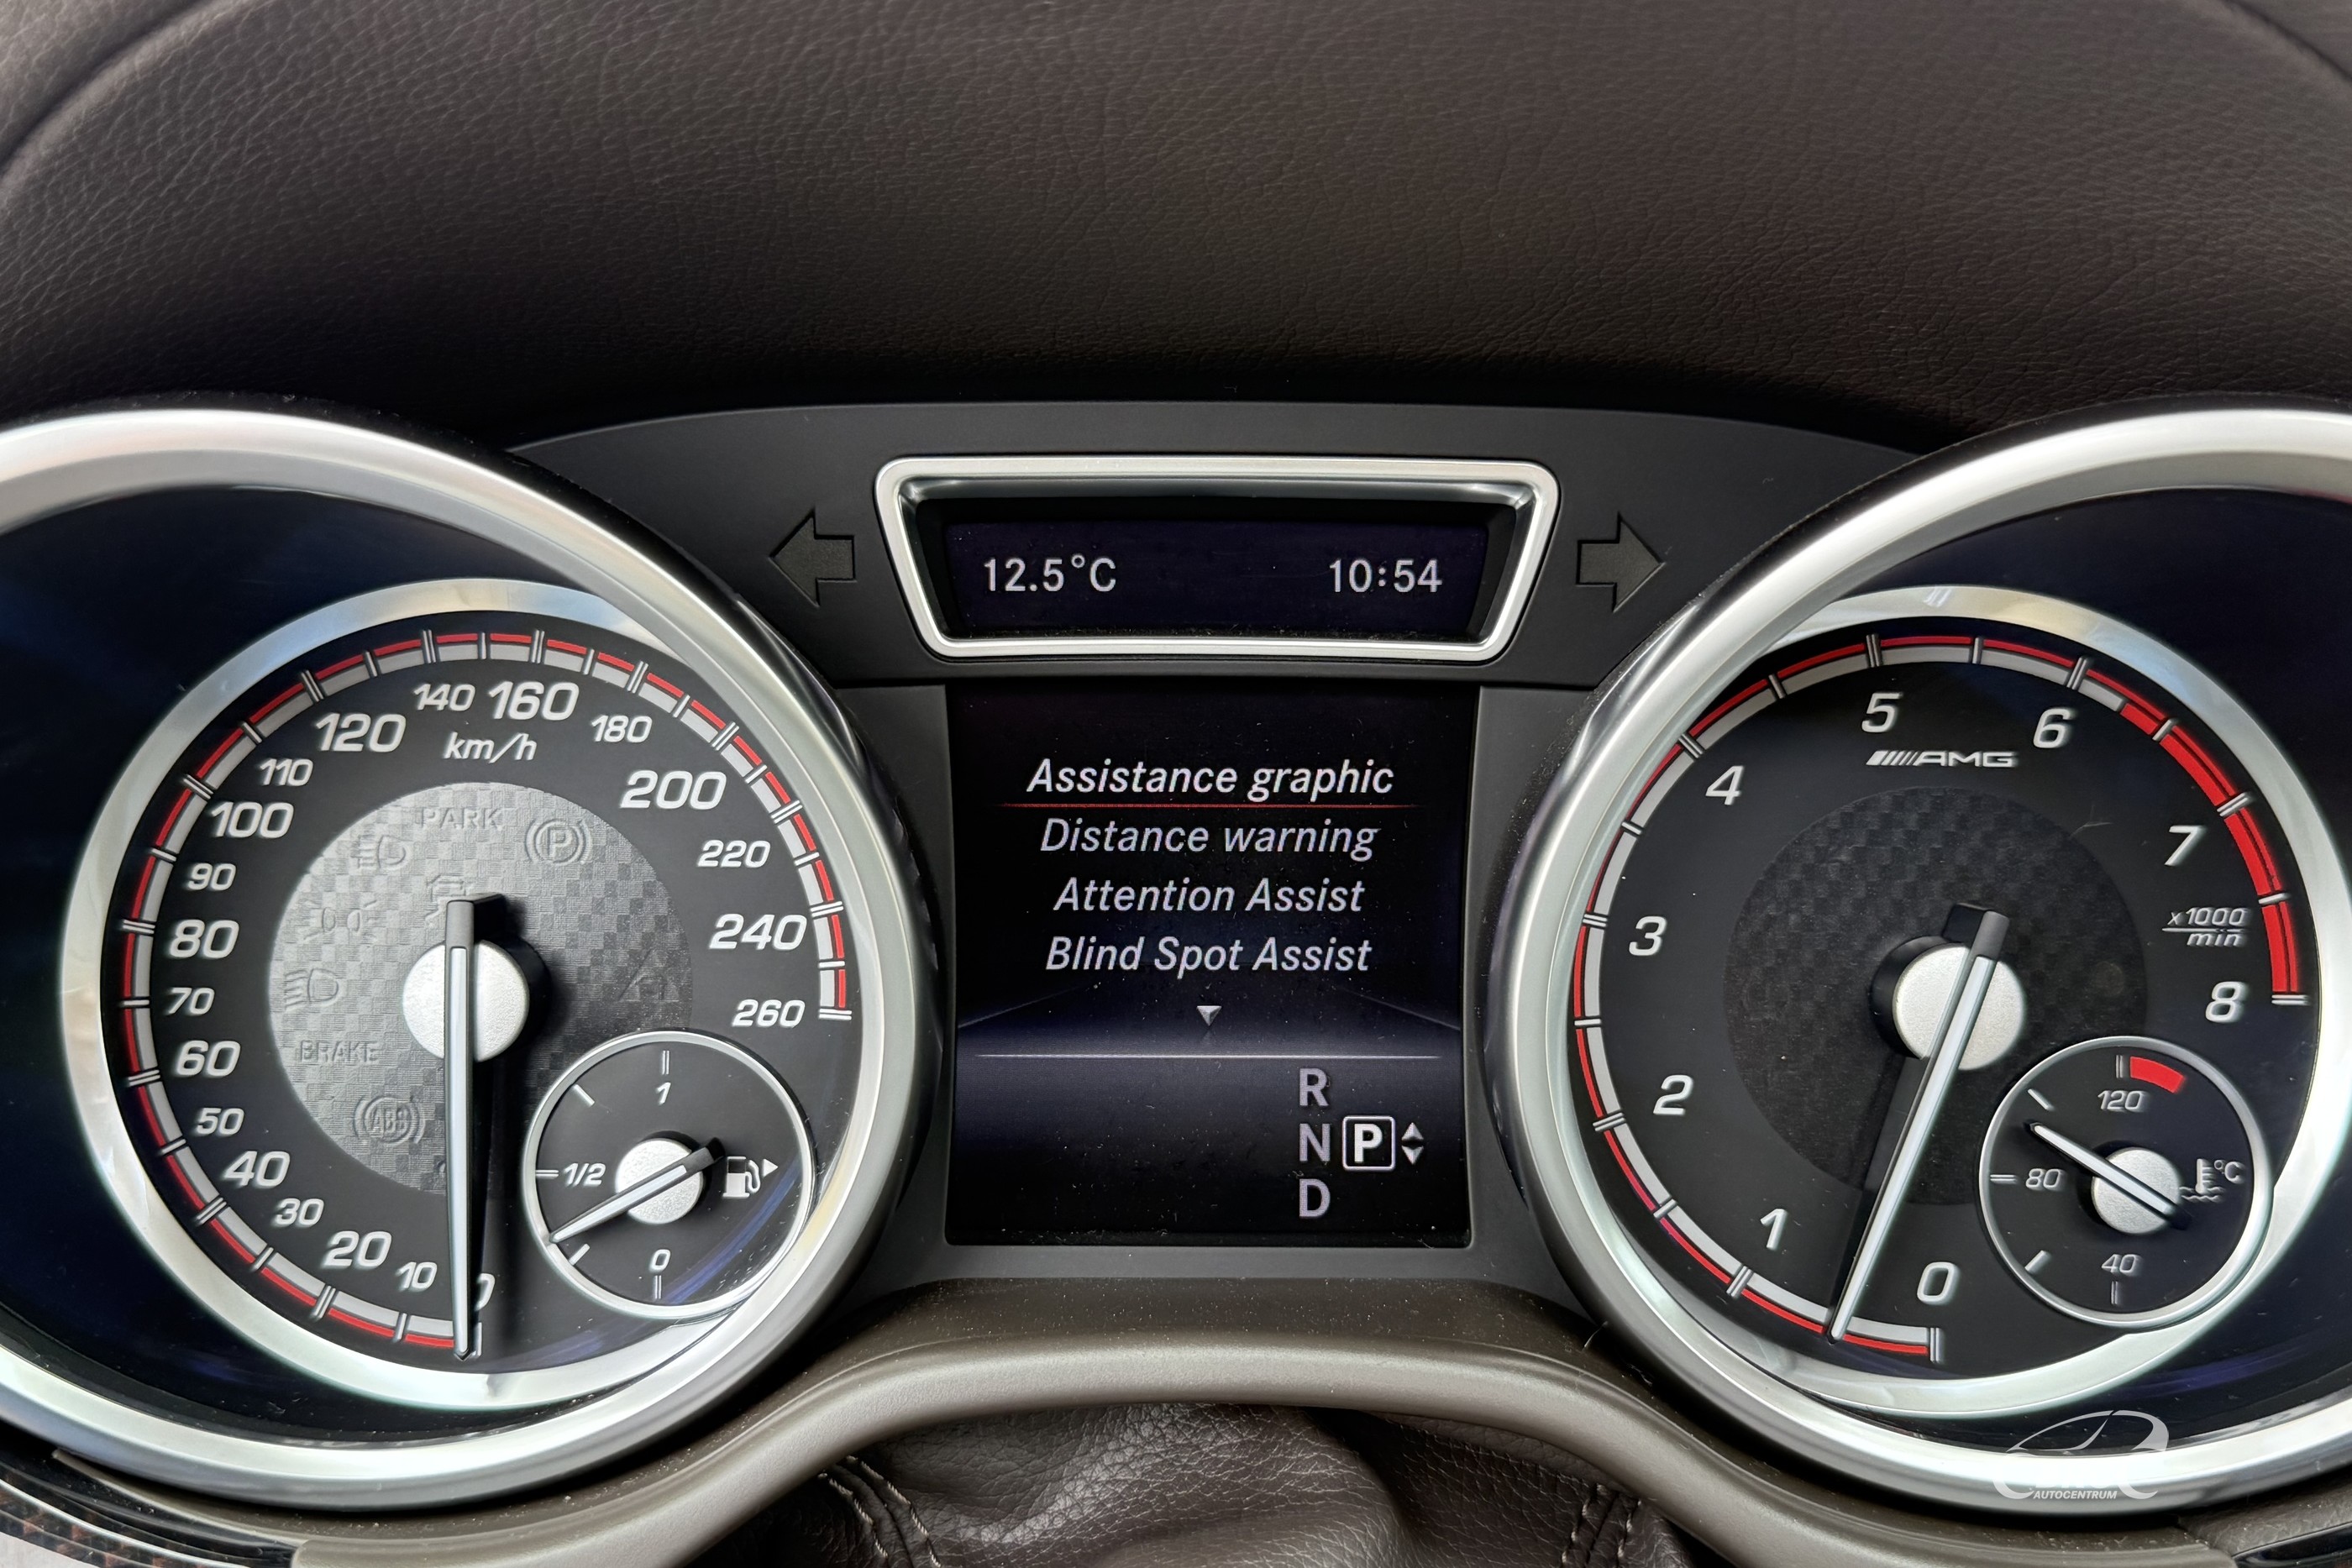 12.5°C 10:54
140 160
120 km/h 180
110
100 200
90 220
80 240
70 260
60
50
40
30
20
10 0
PARK
P
BRAKE
ABS
1
1/2
0
Assistance graphic
Distance warning
Attention Assist
Blind Spot Assist
R
N P
D
5 6
AMG
4 7
3 x1000
min
8
2
1 0
120
80 °C
40
AUTOCENTRUM